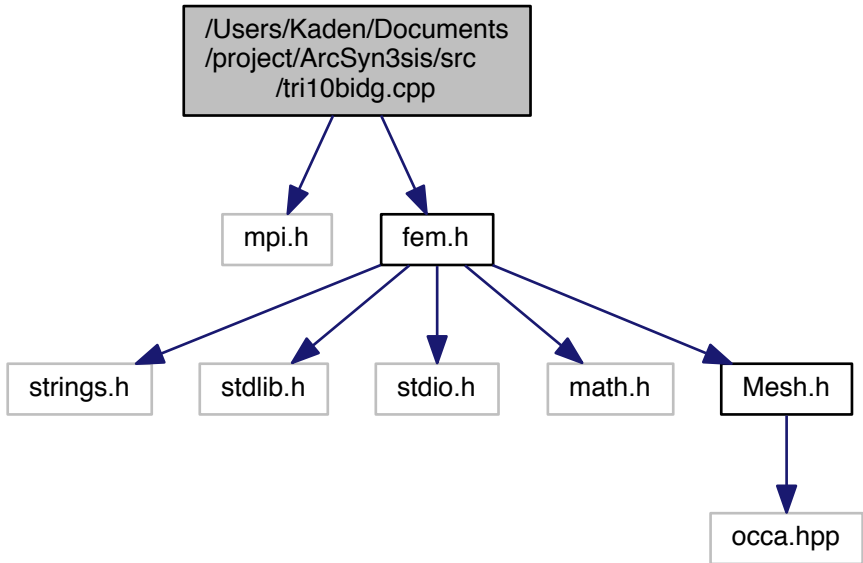 /Users/Kaden/Documents
/project/ArcSyn3sis/src
/tri10bidg.cpp
mpi.h
fem.h
strings.h
stdlib.h
stdio.h
math.h
Mesh.h
occa.hpp